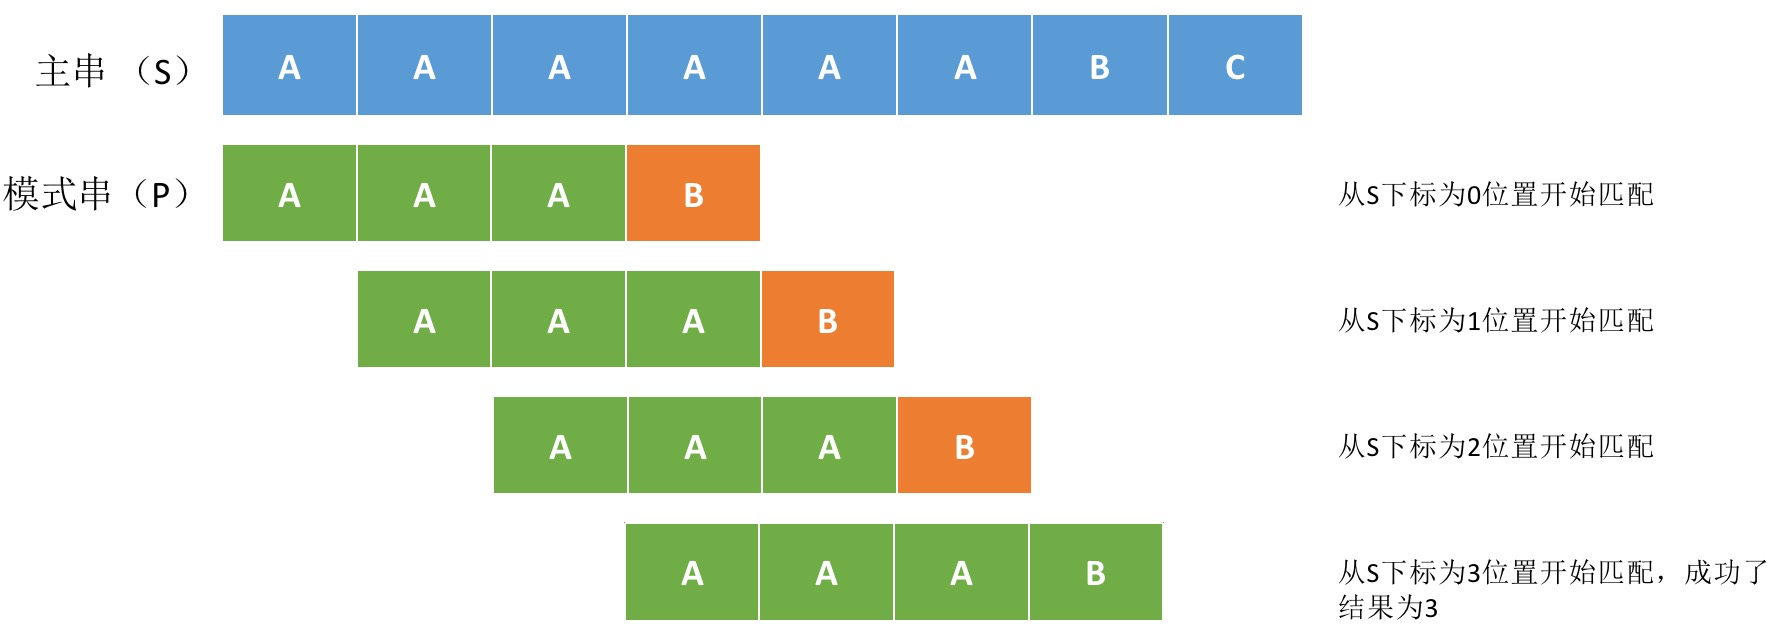 主串 (S) A A A A A A B C
模式串(P) A A A B 从S下标为0位置开始匹配
A A A B 从S下标为1位置开始匹配
A A A B 从S下标为2位置开始匹配
A A A B 从S下标为3位置开始匹配，成功了
结果为3